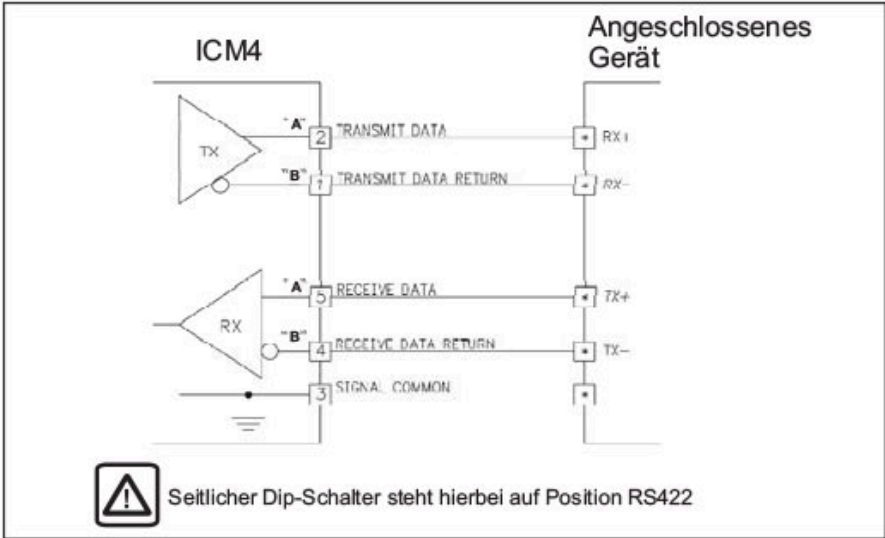 ICM4
Angeschlossenes
Gerät
TX
"A"
2
TRANSMIT DATA
RX+
"B"
1
TRANSMIT DATA RETURN
RX-
RX
"A"
5
RECEIVE DATA
TX+
"B"
4
RECEIVE DATA RETURN
TX-
3
SIGNAL COMMON
Seitlicher Dip-Schalter steht hierbei auf Position RS422